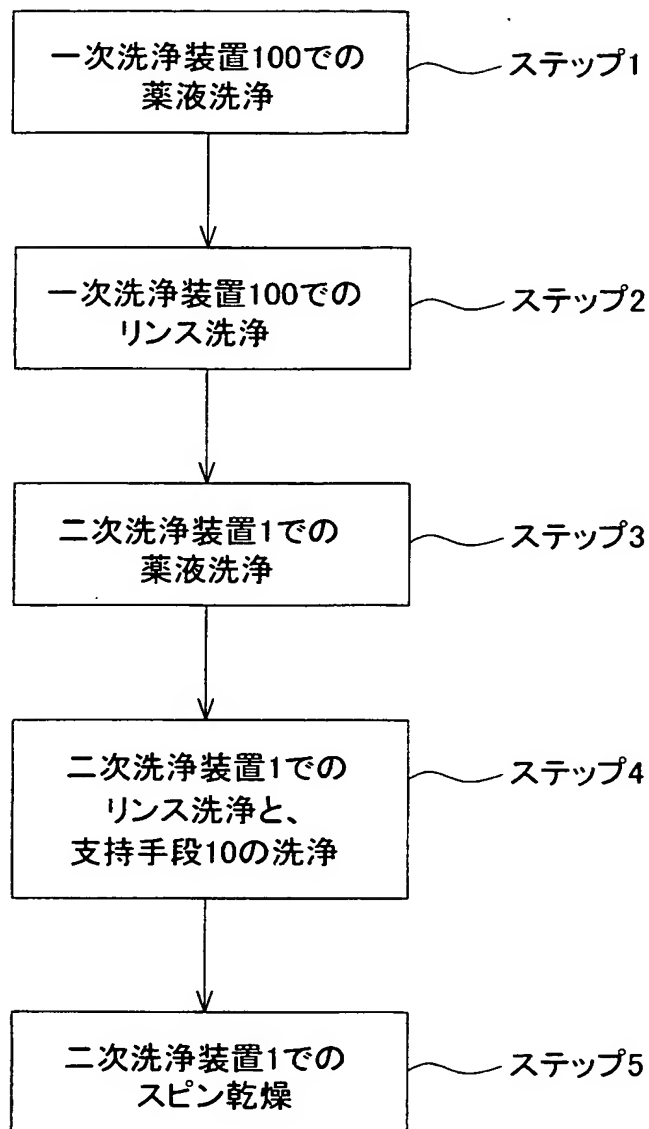 一次洗浄装置100での
薬液洗浄
ステップ1
一次洗浄装置100での
リンス洗浄
ステップ2
二次洗浄装置1での
薬液洗浄
ステップ3
二次洗浄装置1での
リンス洗浄と、
支持手段10の洗浄
ステップ4
二次洗浄装置1での
スピン乾燥
ステップ5